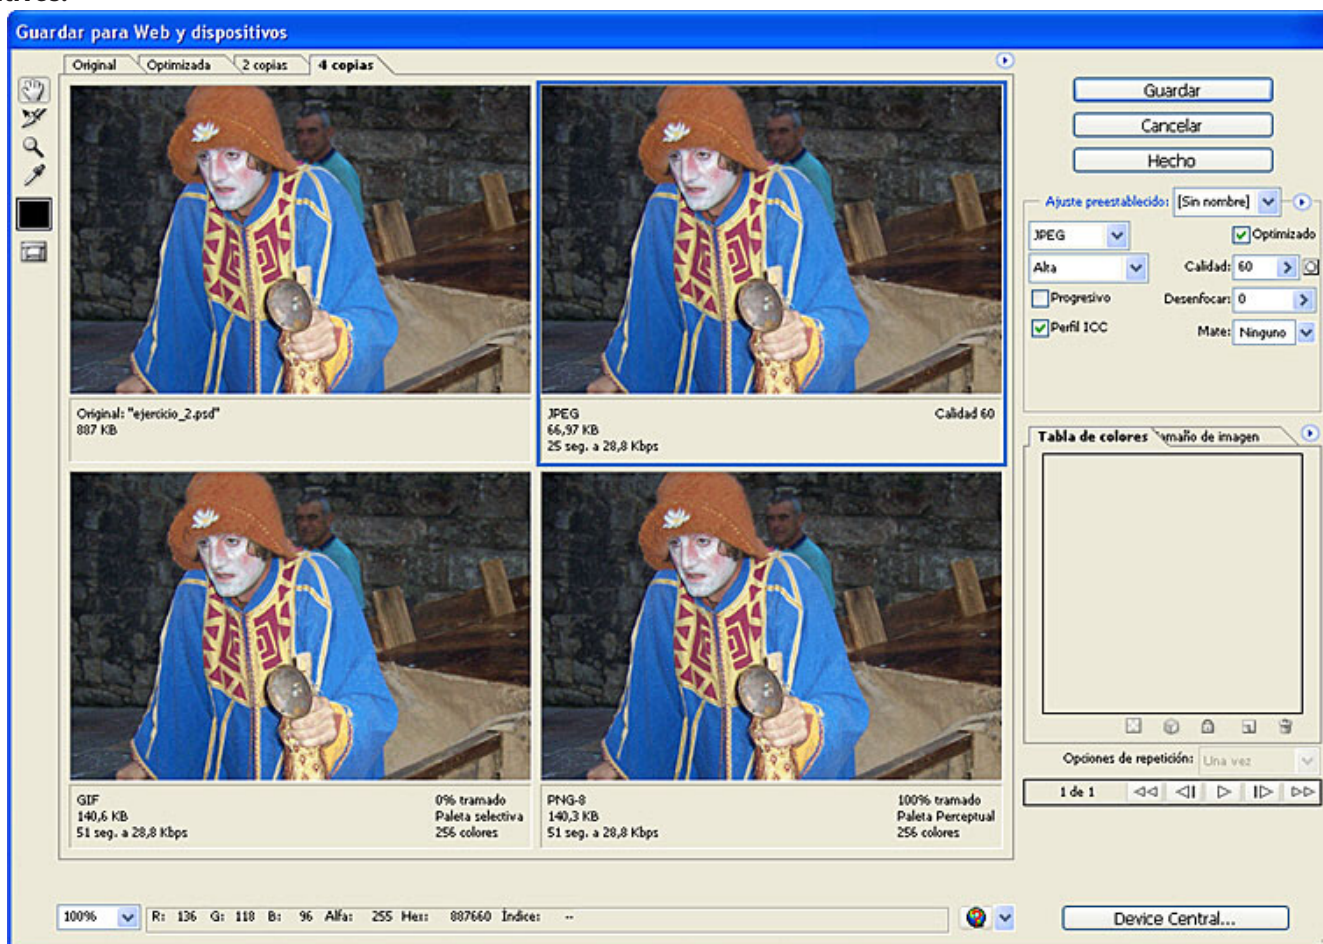 Guardar para Web y dispositivos
Original Optimizada 2 copias 4 copias
Guardar
Cancelar
Hecho
Ajuste preestablecido: [Sin nombre]
JPEG Optimizado
Alta Calidad: 60
Progresivo Desenfocar: 0
Perfil ICC Mate: Ninguno
Original: "ejercicio_2.psd"
887 KB
JPEG Calidad 60
66,97 KB
25 seg. a 28,8 Kbps
Tabla de colores maño de imagen
GIF 0% tramado
140,6 KB Paleta selectiva
51 seg. a 28,8 Kbps 256 colores
PNG-8 100% tramado
140,3 KB Paleta Perceptual
51 seg. a 28,8 Kbps 256 colores
Opciones de repetición: Una vez
1 de 1
100% R: 136 G: 118 B: 96 Alfa: 255 Hex: 887660 Índice: --
Device Central...